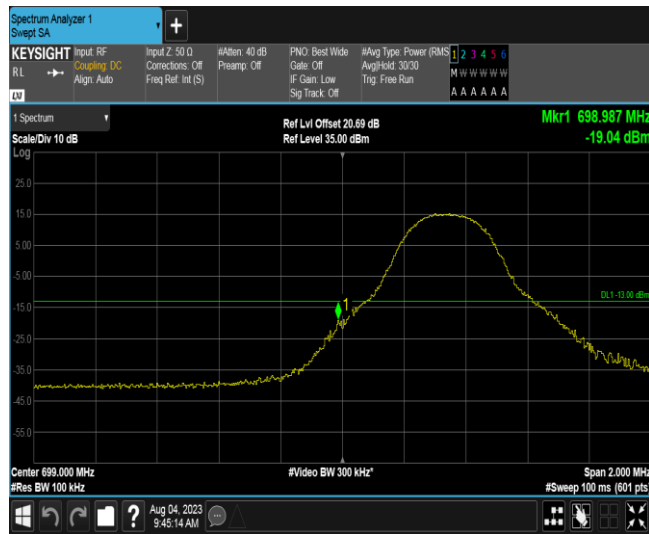 Spectrum Analyzer 1
Swept SA
+
KEYSIGHT
RL
LXI
Input: RF
Coupling: DC
Align: Auto
Input Z: 50 Ω
Corrections: Off
Freq Ref: Int (S)
#Atten: 40 dB
Preamp: Off
PNO: Best Wide
Gate: Off
IF Gain: Low
Sig Track: Off
#Avg Type: Power (RMS
Avg|Hold: 30/30
Trig: Free Run
1 2 3 4 5 6
M W W W W W
A A A A A A
1 Spectrum
Scale/Div 10 dB
Ref Lvl Offset 20.69 dB
Ref Level 35.00 dBm
Mkr1 698.987 MHz
-19.04 dBm
Log
25.0
15.0
5.00
-5.00
DL1 -13.00 dBm
1
-15.0
-25.0
-35.0
-45.0
-55.0
Center 699.000 MHz
#Video BW 300 kHz*
Span 2.000 MHz
#Res BW 100 kHz
#Sweep 100 ms (601 pts
?
Aug 04, 2023
9:45:14 AM